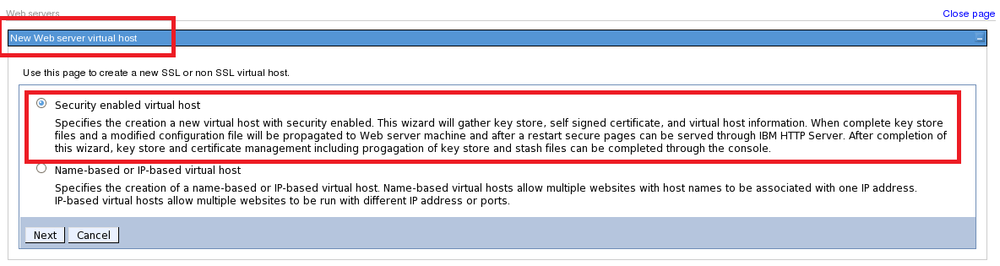 Web servers
Close page
New Web server virtual host
Use this page to create a new SSL or non SSL virtual host.
Security enabled virtual host
Specifies the creation a new virtual host with security enabled. This wizard will gather key store, self signed certificate, and virtual host information. When complete key store
files and a modified configuration file will be propagated to Web server machine and after a restart secure pages can be served through IBM HTTP Server. After completion of
this wizard, key store and certificate management including progagation of key store and stash files can be completed through the console.
Name-based or IP-based virtual host
Specifies the creation of a name-based or IP-based virtual host. Name-based virtual hosts allow multiple websites with host names to be associated with one IP address.
IP-based virtual hosts allow multiple websites to be run with different IP address or ports.
Next Cancel